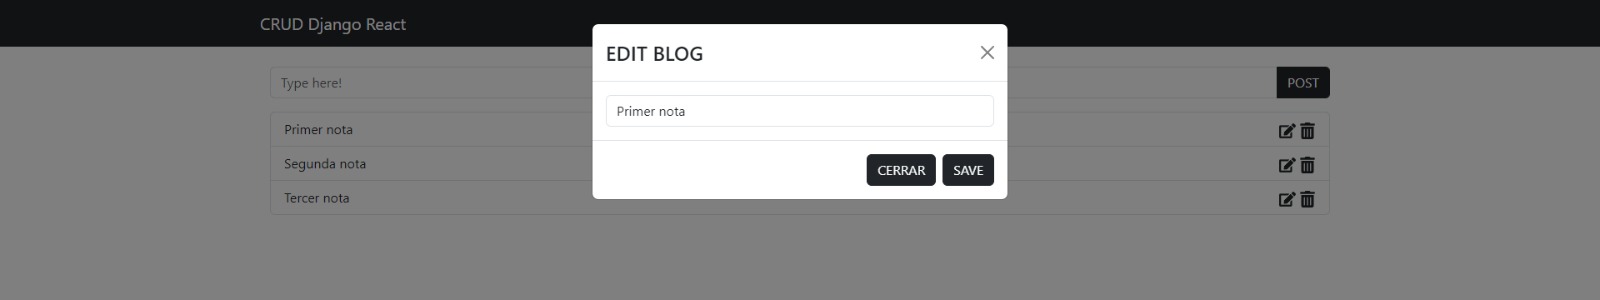 CRUD Django React
EDIT BLOG
Type here!
POST
Primer nota
Primer nota
Segunda nota
CERRAR
SAVE
Tercer nota